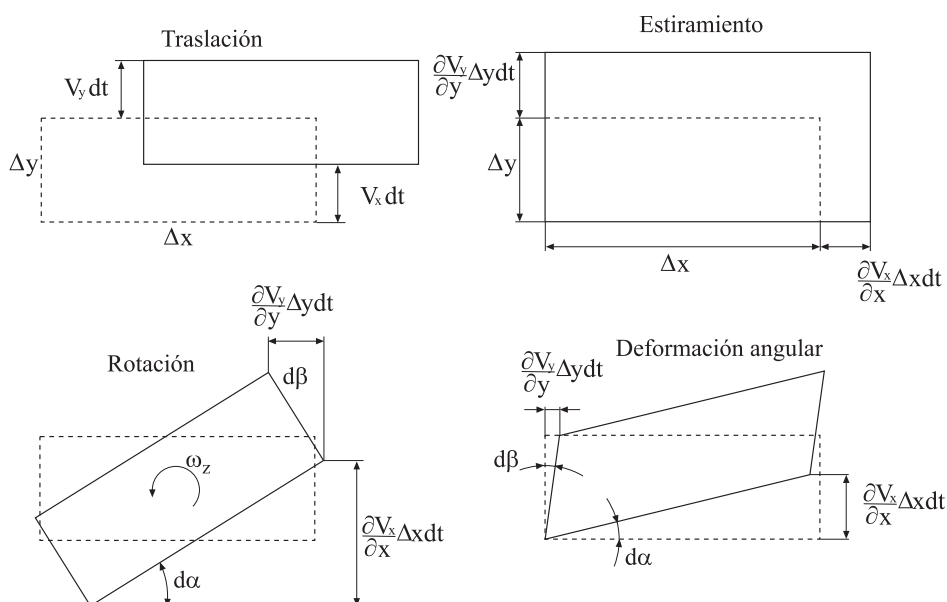 Traslación
V_y dt
Δy
V_x dt
Δx
Estiramiento
∂V_y/∂y Δydt
Δy
Δx
∂V_x/∂x Δxdt
Rotación
∂V_y/∂y Δydt
dβ
ω_z
∂V_x/∂x Δxdt
dα
Deformación angular
∂V_y/∂y Δydt
dβ
∂V_x/∂x Δxdt
dα